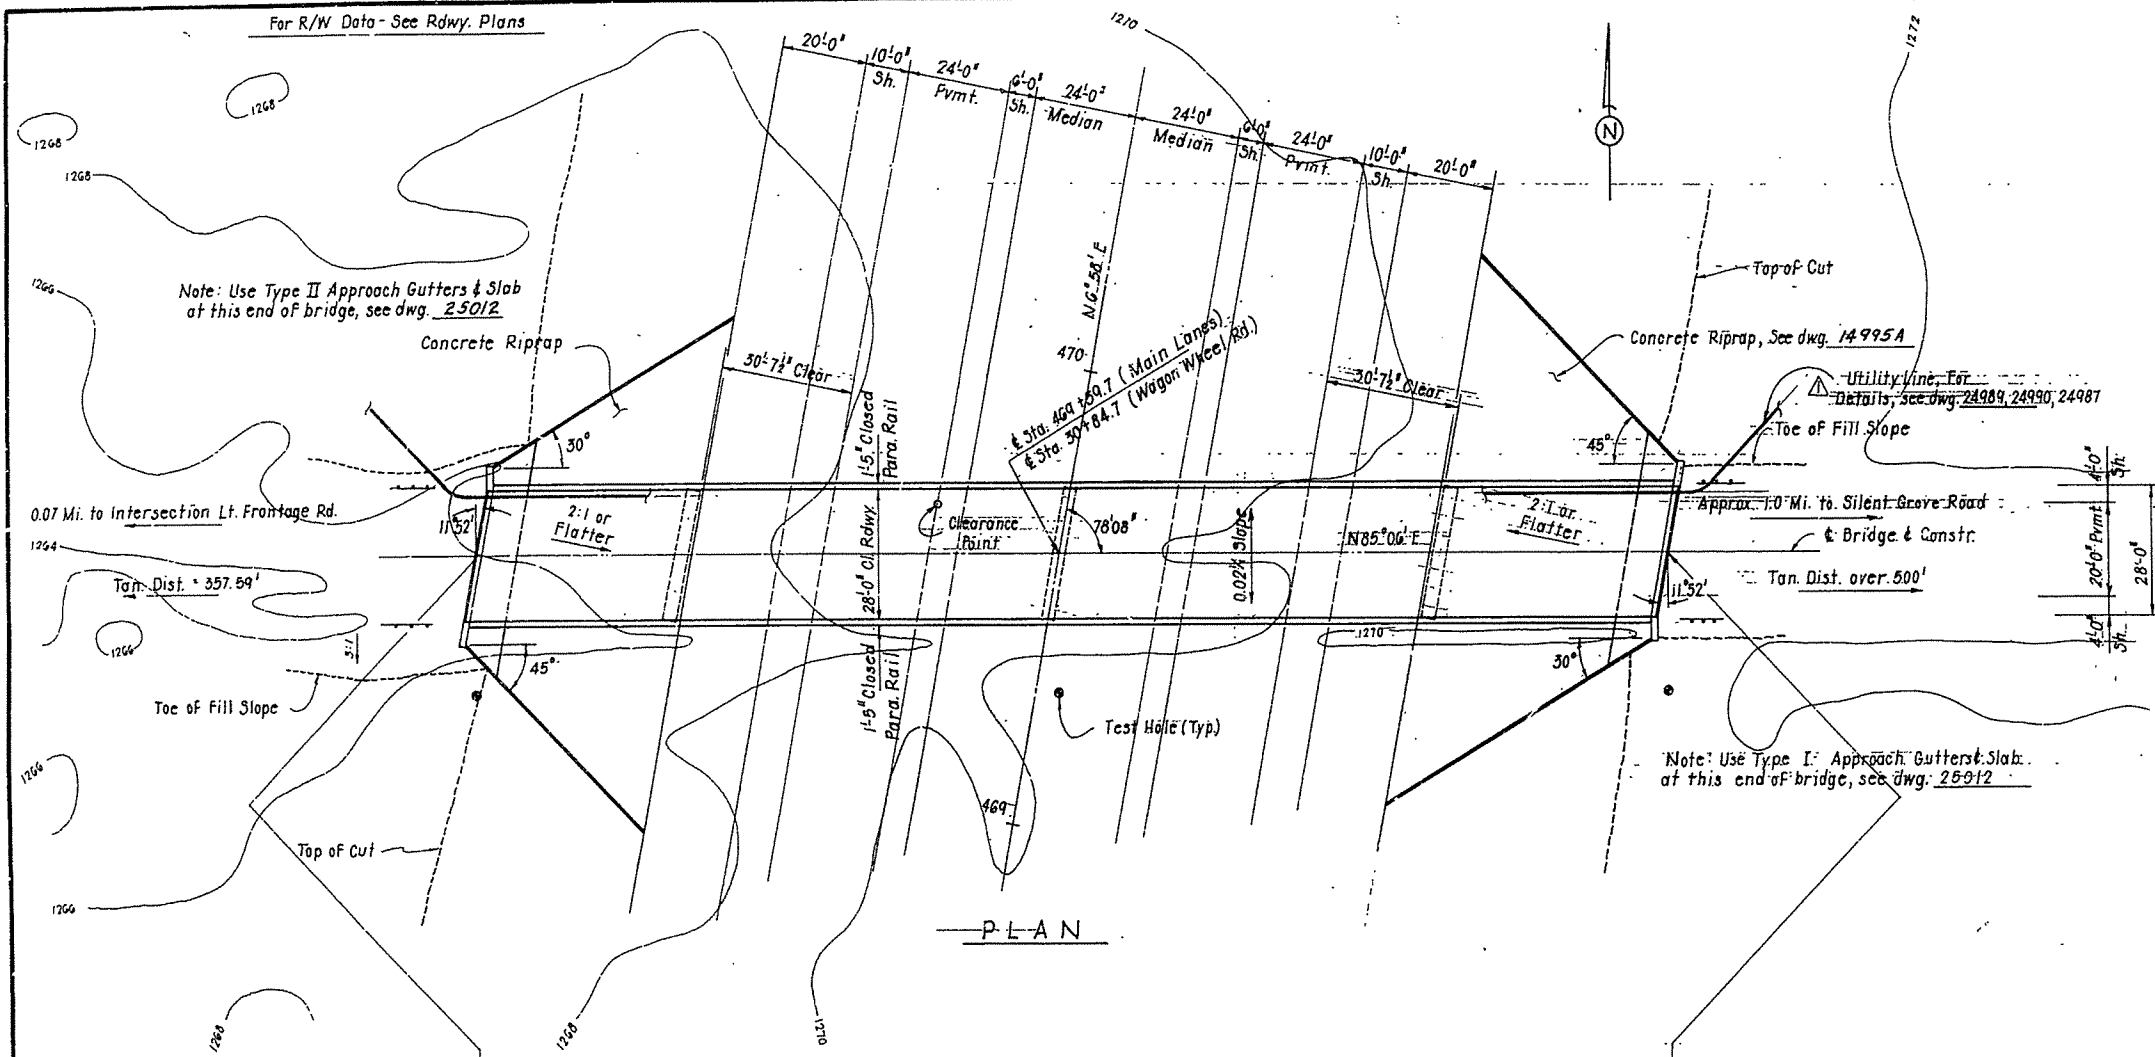 For R/W Data - See Rdwy. Plans
20'-0"
10'-0"
Sh.
24'-0"
Pvmt.
6'-0"
Sh.
24'-0"
Median
24'-0"
Median
6'-0"
Sh.
24'-0"
Pvmt.
10'-0"
Sh.
20'-0"
1210
1272
N
1268
1268
1268
1266
Note: Use Type II Approach Gutters & Slab
at this end of bridge, see dwg. 25012
Concrete Riprap
30'-7½" Clear
N.6°58'E
470
℄ Sta. 469+59.7 (Main Lanes)
℄ Sta. 30+84.7 (Wagon Wheel Rd.)
30'-7½" Clear
Top of Cut
Concrete Riprap, See dwg. 14995A
1
Utility Line, For
Details, see dwg. 24989, 24990, 24987
Toe of Fill Slope
30°
45°
1'-5" Closed
Para. Rail
28'-0" Cl. Rdwy.
1'-5" Closed
Para. Rail
0.07 Mi. to Intersection Lt. Frontage Rd.
11°52'
2:1 or
Flatter
Clearance
Point
78°08"
0.02'/' Slope
N85°06'E
2:1 or
Flatter
Approx. 1.0 Mi. to Silent Grove Road
℄ Bridge & Constr.
Tan. Dist. over 500'
11°52'
4'-0"
Sh.
20'-0" Pvmt.
28'-0"
4'-0"
Sh.
1264
Tan. Dist. = 357.59'
1266
3:1
45°
1270
30°
Toe of Fill Slope
Test Hole (Typ.)
Note: Use Type I Approach Gutters & Slab
at this end of bridge, see dwg. 25012
1266
469
Top of Cut
1266
PLAN
1268
1268
1270